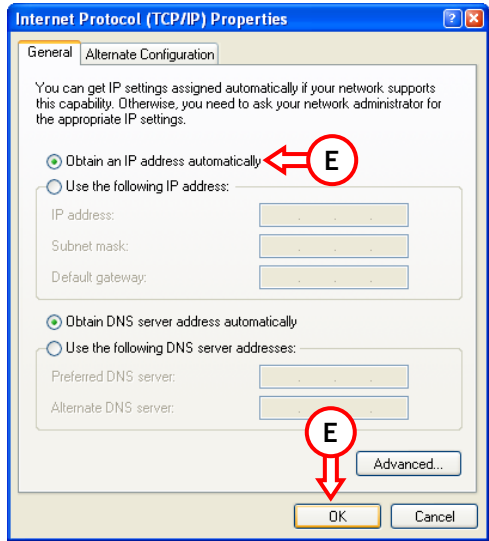 Internet Protocol (TCP/IP) Properties
General Alternate Configuration
You can get IP settings assigned automatically if your network supports
this capability. Otherwise, you need to ask your network administrator for
the appropriate IP settings.
Obtain an IP address automatically E
Use the following IP address:
IP address:
Subnet mask:
Default gateway:
Obtain DNS server address automatically
Use the following DNS server addresses:
Preferred DNS server:
Alternate DNS server:
E
Advanced...
OK Cancel